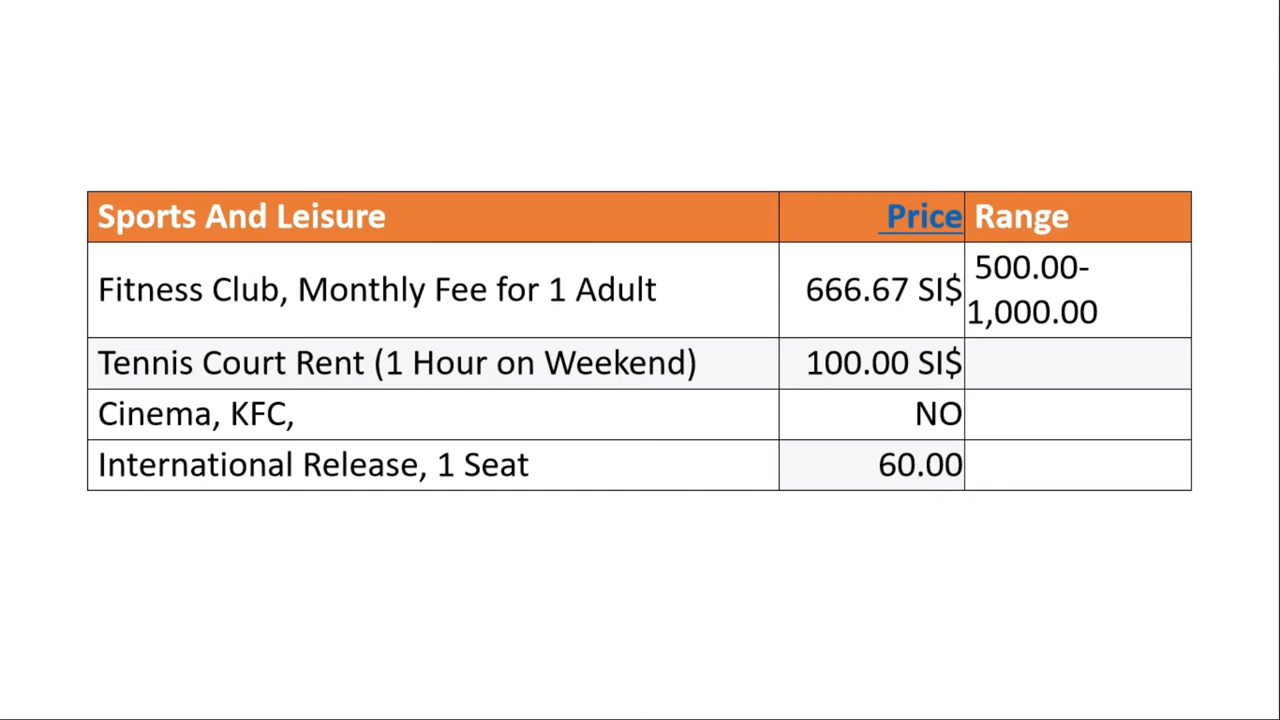 Sports And Leisure Price Range
Fitness Club, Monthly Fee for 1 Adult 666.67 SI$ 500.00-
1,000.00
Tennis Court Rent (1 Hour on Weekend) 100.00 SI$
Cinema, KFC, NO
International Release, 1 Seat 60.00